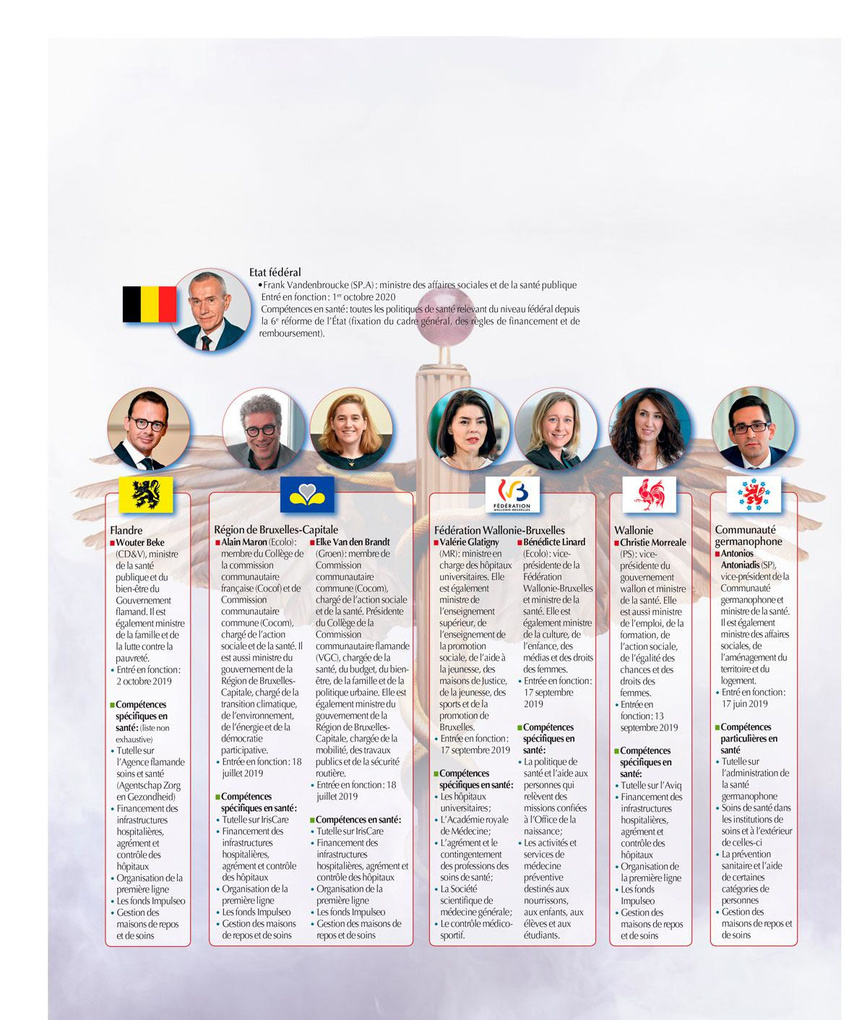 Etat fédéral
•Frank Vandenbroucke (SP.A) : ministre des affaires sociales et de la santé publique
Entré en fonction : 1er octobre 2020
Compétences en santé : toutes les politiques de santé relevant du niveau fédéral depuis
la 6e réforme de l'État (fixation du cadre général, des règles de financement et de
remboursement).
FÉDÉRATION
WALLONIE-BRUXELLES
Flandre
Wouter Beke
(CD&V), ministre
de la santé
publique et du
bien-être du
Gouvernement
flamand. Il est
également ministre
de la famille et de
la lutte contre la
pauvreté.
• Entré en fonction :
2 octobre 2019
Compétences
spécifiques en
santé : (liste non
exhaustive)
• Tutelle sur
l'Agence flamande
soins et santé
(Agentschap Zorg
en Gezondheid)
• Financement des
infrastructures
hospitalières,
agrément et
contrôle des
hôpitaux
• Organisation de la
première ligne
• Les fonds Impulseo
• Gestion des
maisons de repos
et de soins
Région de Bruxelles-Capitale
Alain Maron (Ecolo) :
membre du Collège de
la commission
communautaire
française (Cocof) et de
Commission
communautaire
commune (Cocom),
chargé de l'action
sociale et de la santé. Il
est aussi ministre du
gouvernement de la
Région de Bruxelles-
Capitale, chargé de la
transition climatique,
de l'environnement,
de l'énergie et de la
démocratie
participative.
• Entrée en fonction : 18
juillet 2019
Compétences
spécifiques en santé :
• Tutelle sur IrisCare
• Financement des
infrastructures
hospitalières,
agrément et contrôle
des hôpitaux
• Organisation de la
première ligne
• Les fonds Impulseo
• Gestion des maisons
de repos et de soins
Elke Van den Brandt
(Groen) : membre de
Commission
communautaire
commune (Cocom),
chargé de l'action sociale
et de la santé. Présidente
du Collège de la
Commission
communautaire flamande
(VGC), chargée de la
santé, du budget, du bien-
être, de la famille et de la
politique urbaine. Elle est
également ministre du
gouvernement de la
Région de Bruxelles-
Capitale, chargée de la
mobilité, des travaux
publics et de la sécurité
routière.
• Entrée en fonction : 18
juillet 2019
Compétences en santé :
• Tutelle sur IrisCare
• Financement des
infrastructures
hospitalières, agrément et
contrôle des hôpitaux
• Organisation de la
première ligne
• Les fonds Impulseo
• Gestion des maisons de
repos et de soins
Fédération Wallonie-Bruxelles
Valérie Glatigny
(MR) : ministre en
charge des hôpitaux
universitaires. Elle
est également
ministre de
l'enseignement
supérieur, de
l'enseignement de
la promotion
sociale, de l'aide à
la jeunesse, des
maisons de Justice,
de la jeunesse, des
sports et de la
promotion de
Bruxelles.
• Entrée en fonction :
17 septembre 2019
Compétences
spécifiques en santé :
• Les hôpitaux
universitaires ;
• L'Académie royale
de Médecine ;
• L'agrément et le
contingentement
des professions des
soins de santé ;
• La Société
scientifique de
médecine générale ;
• Le contrôle médico-
sportif.
Bénédicte Linard
(Ecolo) : vice-
présidente de la
Fédération
Wallonie-Bruxelles
et ministre de la
santé. Elle est
également ministre
de la culture, de
l'enfance, des
médias et des droits
des femmes.
• Entrée en fonction :
17 septembre
2019
Compétences
spécifiques en
santé :
• La politique de
santé et l'aide aux
personnes qui
relèvent des
missions confiées
à l'Office de la
naissance ;
• Les activités et
services de
médecine
préventive
destinés aux
nourrissons,
aux enfants, aux
élèves et aux
étudiants.
Wallonie
Christie Morreale
(PS) : vice-
présidente du
gouvernement
wallon et ministre
de la santé. Elle
est aussi ministre
de l'emploi, de la
formation, de
l'action sociale,
de l'égalité des
chances et des
droits des
femmes.
• Entrée en
fonction : 13
septembre 2019
Compétences
spécifiques en
santé :
• Tutelle sur l'Aviq
• Financement des
infrastructures
hospitalières,
agrément et
contrôle des
hôpitaux
• Organisation de
la première ligne
• Les fonds
Impulseo
• Gestion des
maisons de repos
et de soins
Communauté
germanophone
Antonios
Antoniadis (SP),
vice-président de la
Communauté
germanophone et
ministre de la santé.
Il est également
ministre des affaires
sociales, de
l'aménagement du
territoire et du
logement.
• Entré en fonction :
17 juin 2019
Compétences
particulières en
santé
• Tutelle sur
l'administration de
la santé
germanophone
• Soins de santé dans
les institutions de
soins et à l'extérieur
de celles-ci
• La prévention
sanitaire et l'aide
de certaines
catégories de
personnes
• Gestion des
maisons de repos et
de soins